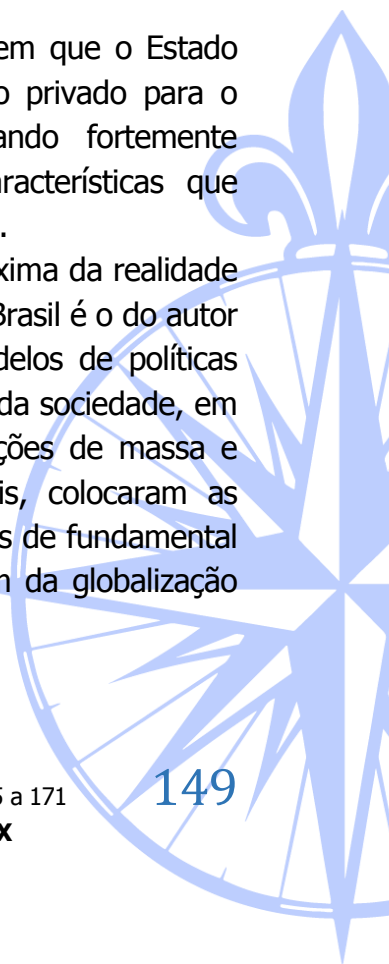 em que o Estado
o privado para o
ando fortemente
racterísticas que
.
xima da realidade
Brasil é o do autor
delos de políticas
da sociedade, em
ções de massa e
is, colocaram as
s de fundamental
da globalização
a 171
149
x